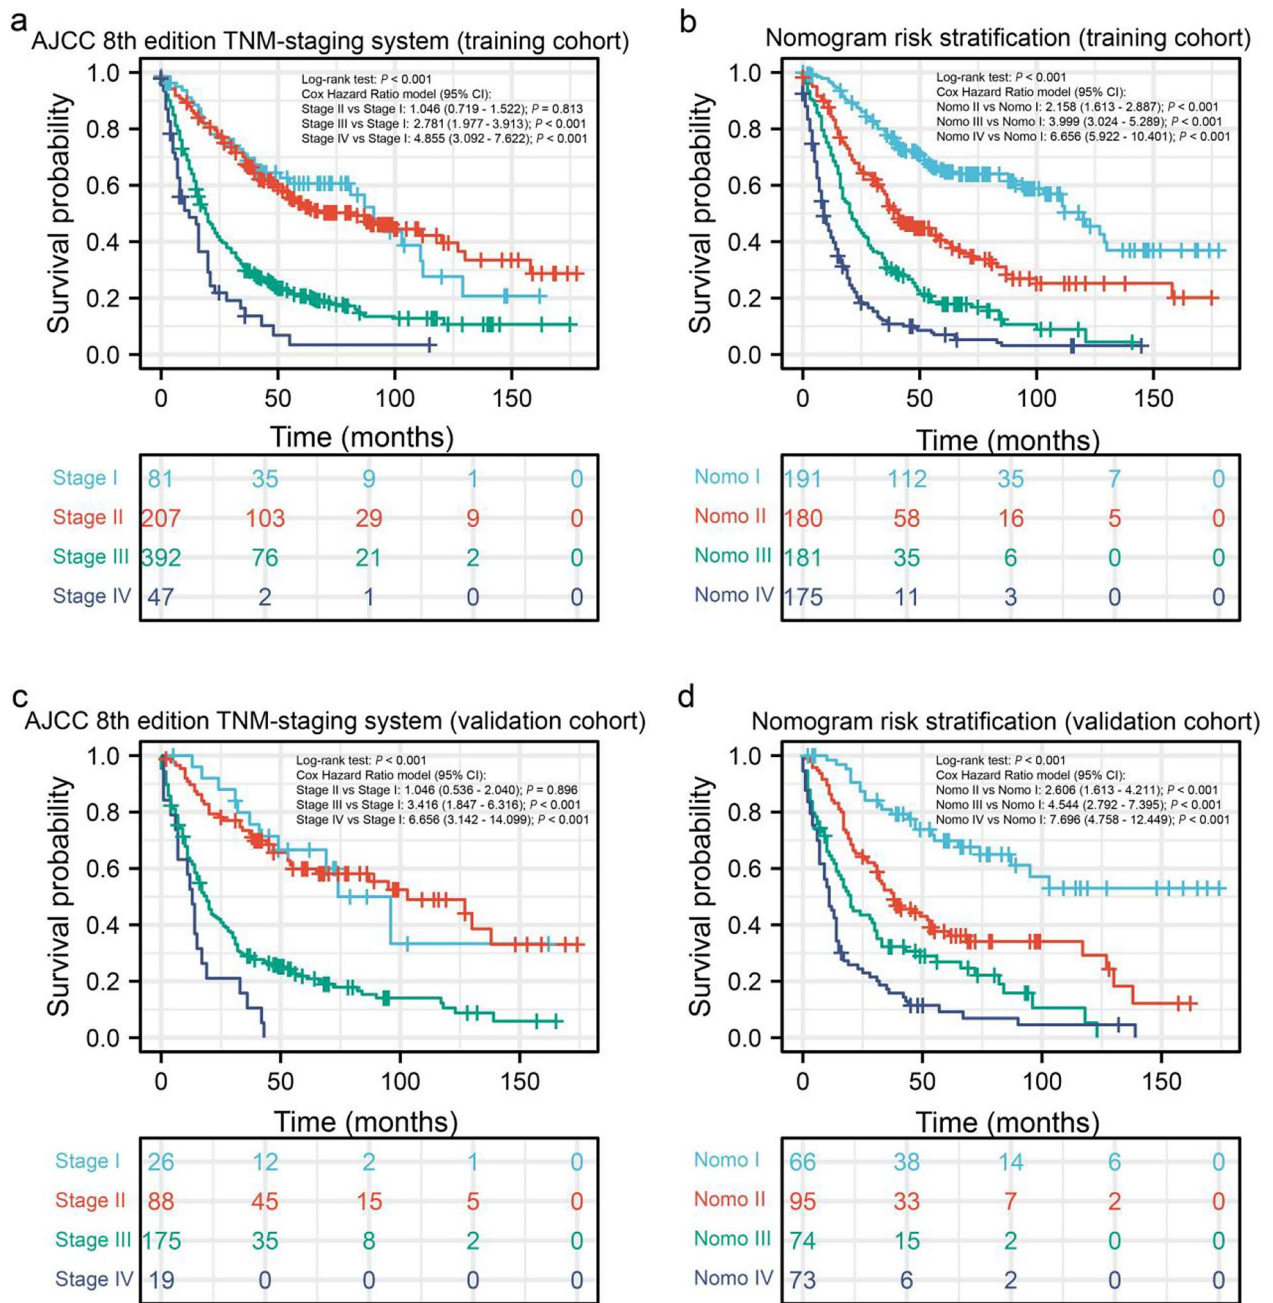 a
AJCC 8th edition TNM-staging system (training cohort)
Log-rank test: P < 0.001
Cox Hazard Ratio model (95% CI):
Stage II vs Stage I: 1.046 (0.719 - 1.522); P = 0.813
Stage III vs Stage I: 2.781 (1.977 - 3.913); P < 0.001
Stage IV vs Stage I: 4.855 (3.092 - 7.622); P < 0.001
Survival probability
1.0
0.8
0.6
0.4
0.2
0.0
0 50 100 150
Time (months)
Stage I 81 35 9 1 0
Stage II 207 103 29 9 0
Stage III 392 76 21 2 0
Stage IV 47 2 1 0 0
b
Nomogram risk stratification (training cohort)
Log-rank test: P < 0.001
Cox Hazard Ratio model (95% CI):
Nomo II vs Nomo I: 2.158 (1.613 - 2.887); P < 0.001
Nomo III vs Nomo I: 3.999 (3.024 - 5.289); P < 0.001
Nomo IV vs Nomo I: 6.656 (5.922 - 10.401); P < 0.001
Survival probability
1.0
0.8
0.6
0.4
0.2
0.0
0 50 100 150
Time (months)
Nomo I 191 112 35 7 0
Nomo II 180 58 16 5 0
Nomo III 181 35 6 0 0
Nomo IV 175 11 3 0 0
c
AJCC 8th edition TNM-staging system (validation cohort)
Log-rank test: P < 0.001
Cox Hazard Ratio model (95% CI):
Stage II vs Stage I: 1.046 (0.536 - 2.040); P = 0.896
Stage III vs Stage I: 3.416 (1.847 - 6.316); P < 0.001
Stage IV vs Stage I: 6.656 (3.142 - 14.099); P < 0.001
Survival probability
1.0
0.8
0.6
0.4
0.2
0.0
0 50 100 150
Time (months)
Stage I 26 12 2 1 0
Stage II 88 45 15 5 0
Stage III 175 35 8 2 0
Stage IV 19 0 0 0 0
d
Nomogram risk stratification (validation cohort)
Log-rank test: P < 0.001
Cox Hazard Ratio model (95% CI):
Nomo II vs Nomo I: 2.606 (1.613 - 4.211); P < 0.001
Nomo III vs Nomo I: 4.544 (2.792 - 7.395); P < 0.001
Nomo IV vs Nomo I: 7.696 (4.758 - 12.449); P < 0.001
Survival probability
1.0
0.8
0.6
0.4
0.2
0.0
0 50 100 150
Time (months)
Nomo I 66 38 14 6 0
Nomo II 95 33 7 2 0
Nomo III 74 15 2 0 0
Nomo IV 73 6 2 0 0